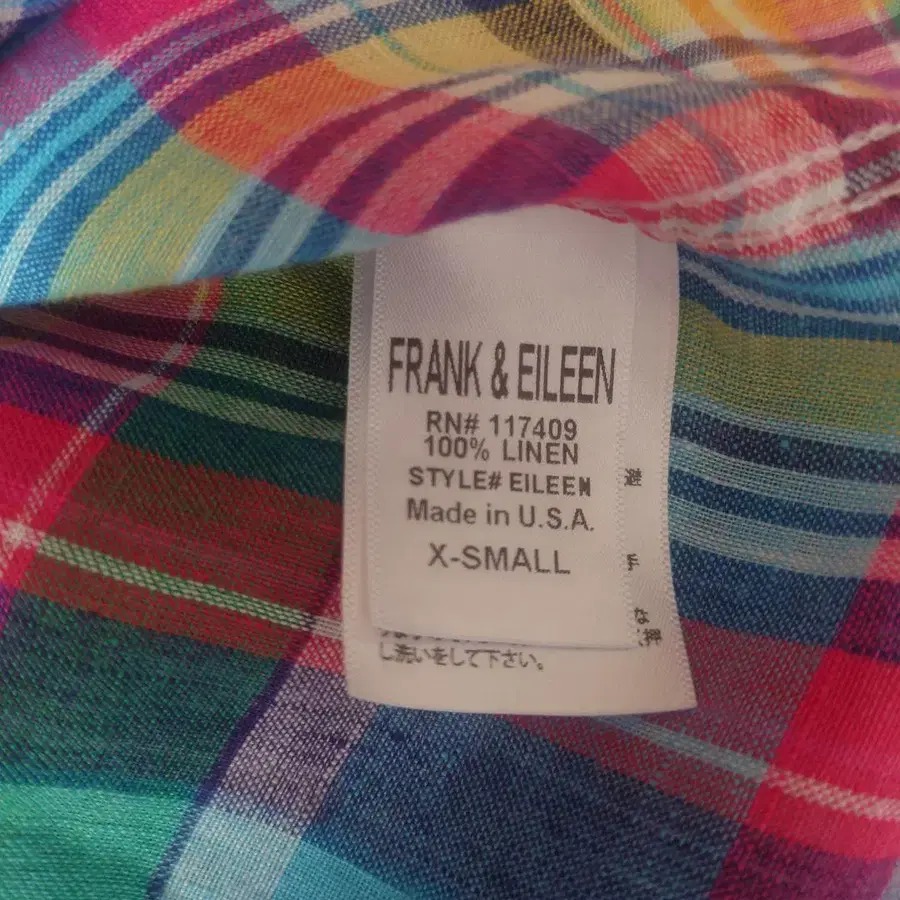 FRANK & EILEEN
RN# 117409
100% LINEN
STYLE# EILEEN
Made in U.S.A.
X-SMALL
し洗いをして下さい。